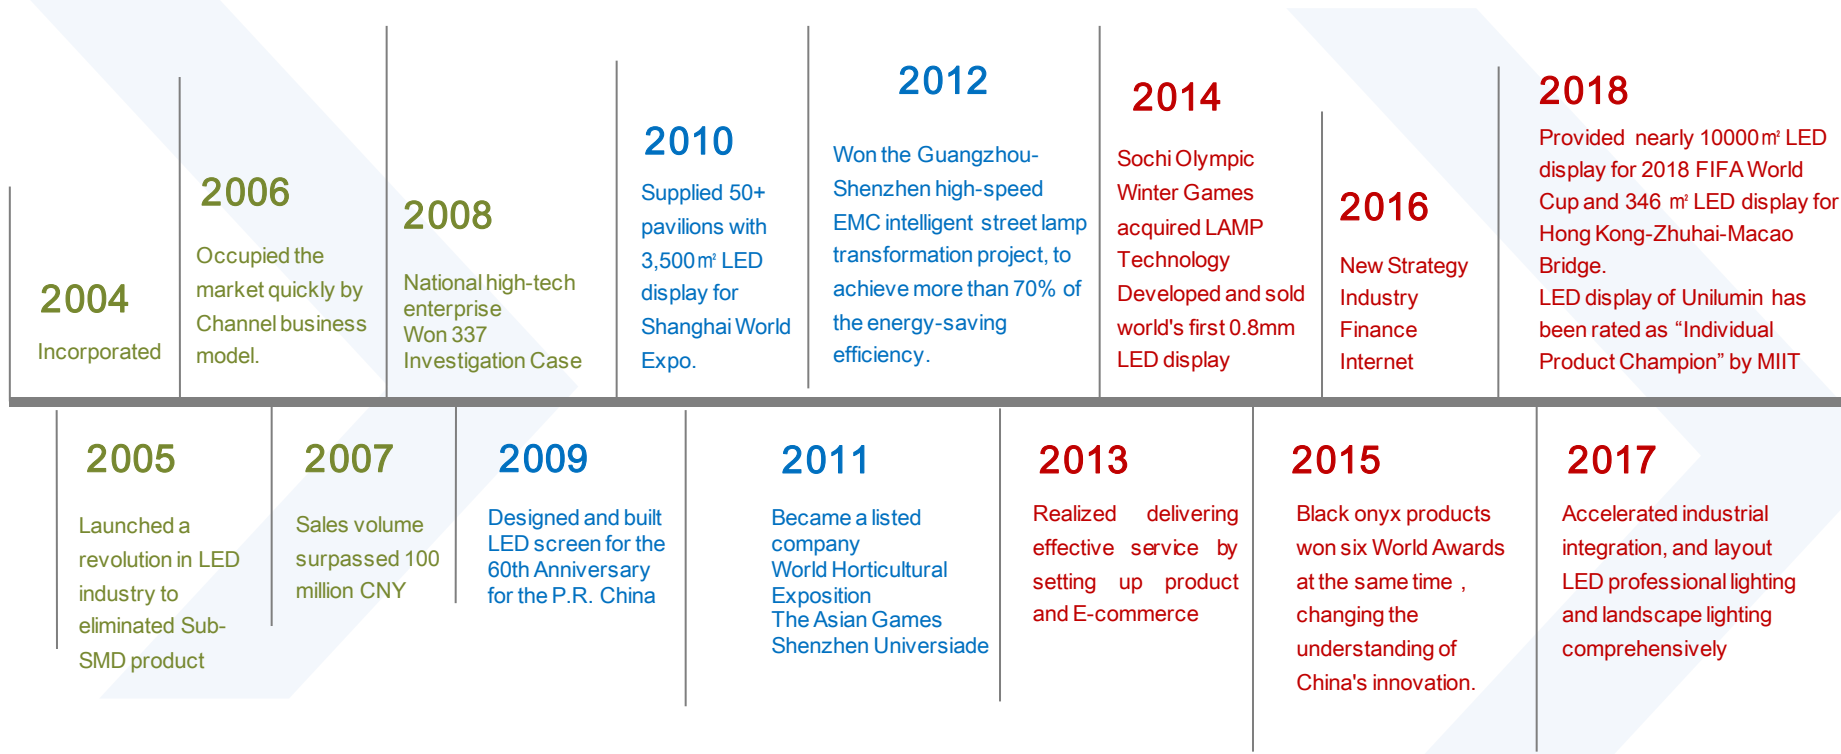 2004
Incorporated
2005
Launched a
revolution in LED
industry to
eliminated Sub-
SMD product
2006
Occupied the
market quickly by
Channel business
model.
2007
Sales volume
surpassed 100
million CNY
2008
National high-tech
enterprise
Won 337
Investigation Case
2009
Designed and built
LED screen for the
60th Anniversary
for the P.R. China
2010
Supplied 50+
pavilions with
3,500㎡ LED
display for
Shanghai World
Expo.
2011
Became a listed
company
World Horticultural
Exposition
The Asian Games
Shenzhen Universiade
2012
Won the Guangzhou-
Shenzhen high-speed
EMC intelligent street lamp
transformation project, to
achieve more than 70% of
the energy-saving
efficiency.
2013
Realized delivering
effective service by
setting up product
and E-commerce
2014
Sochi Olympic
Winter Games
acquired LAMP
Technology
Developed and sold
world's first 0.8mm
LED display
2015
Black onyx products
won six World Awards
at the same time ,
changing the
understanding of
China's innovation.
2016
New Strategy
Industry
Finance
Internet
2017
Accelerated industrial
integration, and layout
LED professional lighting
and landscape lighting
comprehensively
2018
Provided nearly 10000㎡ LED
display for 2018 FIFA World
Cup and 346 ㎡ LED display for
Hong Kong-Zhuhai-Macao
Bridge.
LED display of Unilumin has
been rated as “Individual
Product Champion” by MIIT